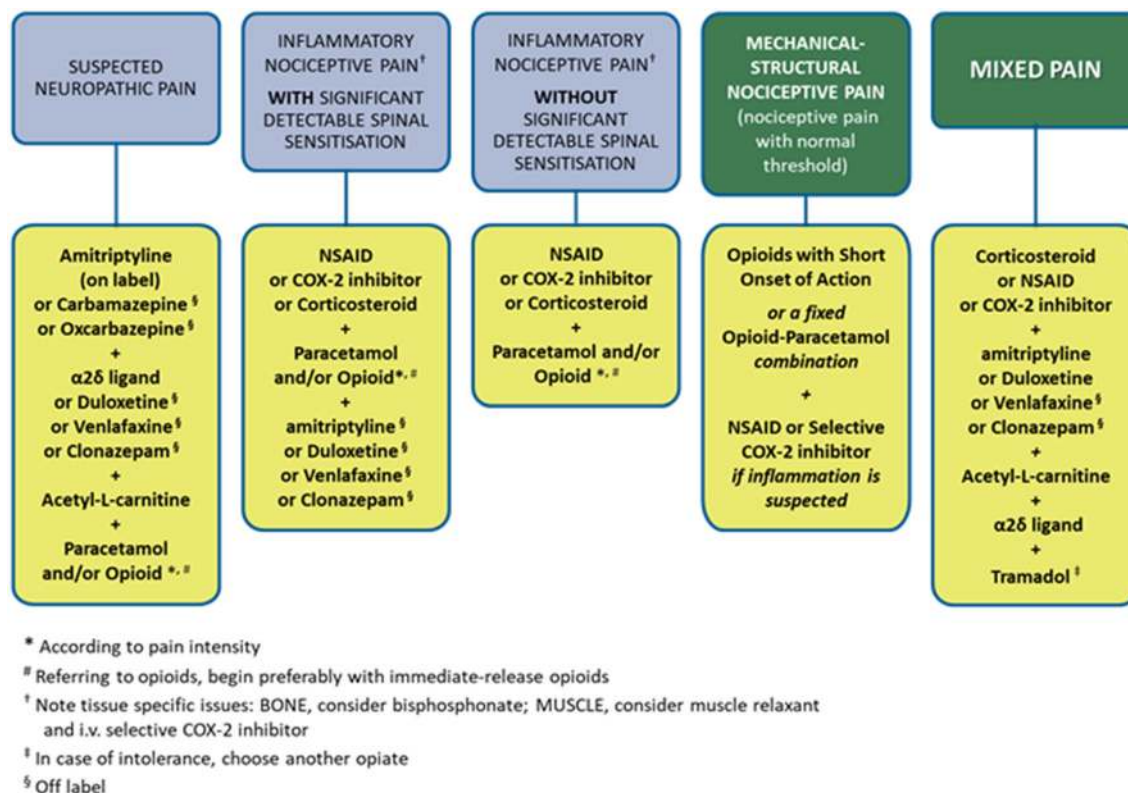 SUSPECTED
NEUROPATHIC PAIN
INFLAMMATORY
NOCICEPTIVE PAIN†
WITH SIGNIFICANT
DETECTABLE SPINAL
SENSITISATION
INFLAMMATORY
NOCICEPTIVE PAIN†
WITHOUT
SIGNIFICANT
DETECTABLE SPINAL
SENSITISATION
MECHANICAL-
STRUCTURAL
NOCICEPTIVE PAIN
(nociceptive pain
with normal
threshold)
MIXED PAIN
Amitriptyline
(on label)
or Carbamazepine §
or Oxcarbazepine §
+
α2δ ligand
or Duloxetine §
or Venlafaxine §
or Clonazepam §
+
Acetyl-L-carnitine
+
Paracetamol
and/or Opioid *, #
NSAID
or COX-2 inhibitor
or Corticosteroid
+
Paracetamol
and/or Opioid*, #
+
amitriptyline §
or Duloxetine §
or Venlafaxine §
or Clonazepam §
NSAID
or COX-2 inhibitor
or Corticosteroid
+
Paracetamol and/or
Opioid *, #
Opioids with Short
Onset of Action
or a fixed
Opioid-Paracetamol
combination
+
NSAID or Selective
COX-2 inhibitor
if inflammation is
suspected
Corticosteroid
or NSAID
or COX-2 inhibitor
+
amitriptyline
or Duloxetine
or Venlafaxine §
or Clonazepam §
+
Acetyl-L-carnitine
+
α2δ ligand
+
Tramadol ‡
* According to pain intensity
# Referring to opioids, begin preferably with immediate-release opioids
† Note tissue specific issues: BONE, consider bisphosphonate; MUSCLE, consider muscle relaxant
and i.v. selective COX-2 inhibitor
‡ In case of intolerance, choose another opiate
§ Off label